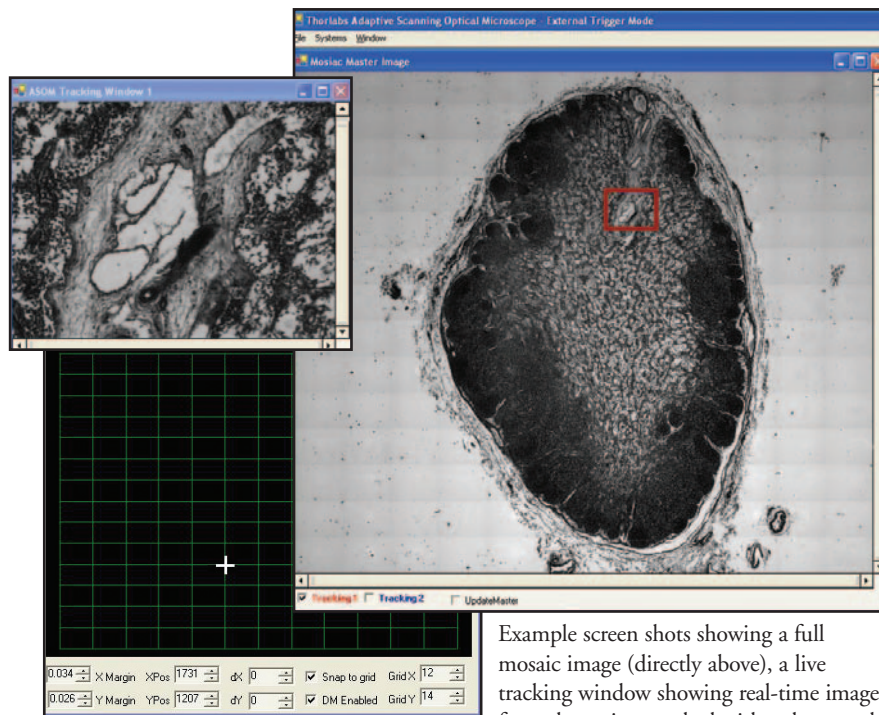 Thorlabs Adaptive Scanning Optical Microscope - External Trigger Mode
File Systems Window
Mosiac Master Image
ASOM Tracking Window 1
Tracking1 Tracking2 UpdateMaster
0.034 X Margin XPos 1731 dX 0 Snap to grid Grid X 12
0.026 Y Margin YPos 1207 dY 0 DM Enabled Grid Y 14
Example screen shots showing a full
mosaic image (directly above), a live
tracking window showing real-time image